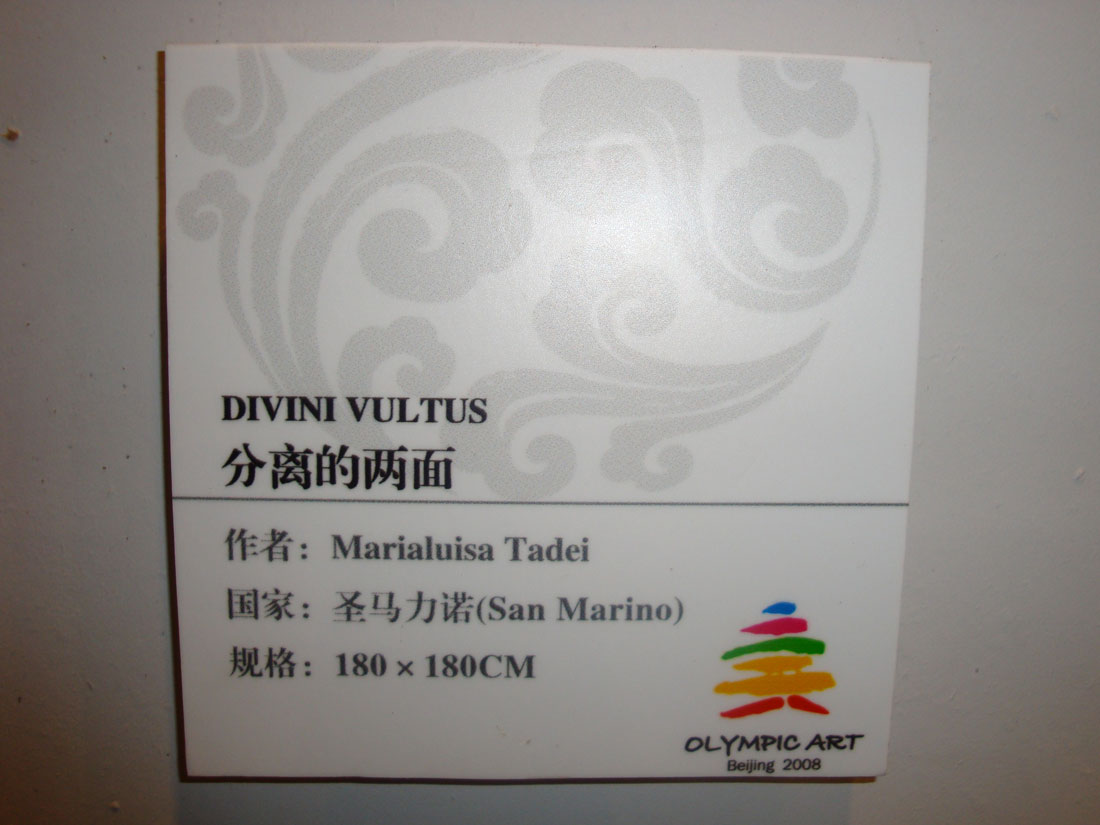 DIVINI VULTUS
分离的两面
作者：Marialuisa Tadei
国家：圣马力诺(San Marino)
规格：180 × 180CM
OLYMPIC ART
Beijing 2008